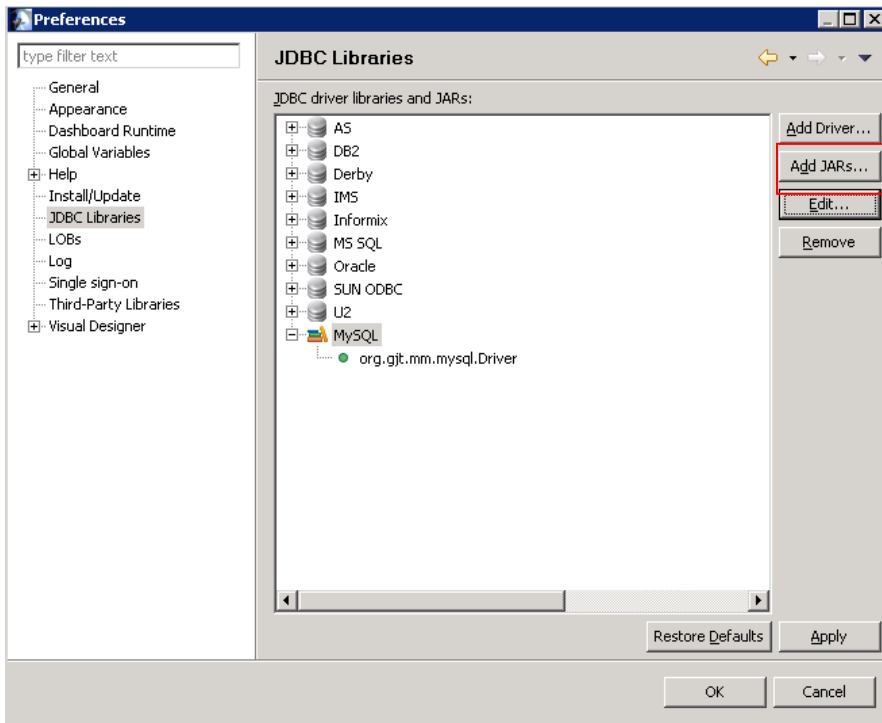 Preferences
type filter text
General
Appearance
Dashboard Runtime
Global Variables
Help
Install/Update
JDBC Libraries
LOBs
Log
Single sign-on
Third-Party Libraries
Visual Designer
JDBC Libraries
JDBC driver libraries and JARs:
AS
DB2
Derby
IMS
Informix
MS SQL
Oracle
SUN ODBC
U2
MySQL
org.gjt.mm.mysql.Driver
Add Driver...
Add JARs...
Edit...
Remove
Restore Defaults
Apply
OK
Cancel